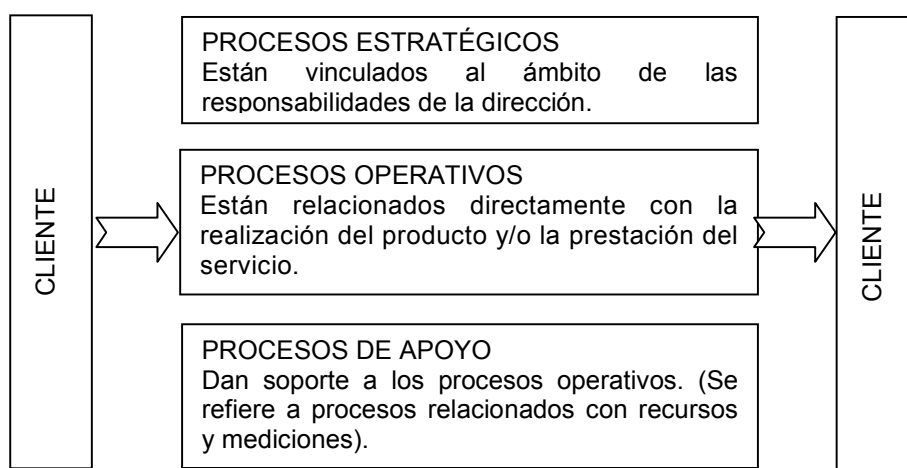 CLIENTE
PROCESOS ESTRATÉGICOS
Están vinculados al ámbito de las
responsabilidades de la dirección.
PROCESOS OPERATIVOS
Están relacionados directamente con la
realización del producto y/o la prestación del
servicio.
PROCESOS DE APOYO
Dan soporte a los procesos operativos. (Se
refiere a procesos relacionados con recursos
y mediciones).
CLIENTE